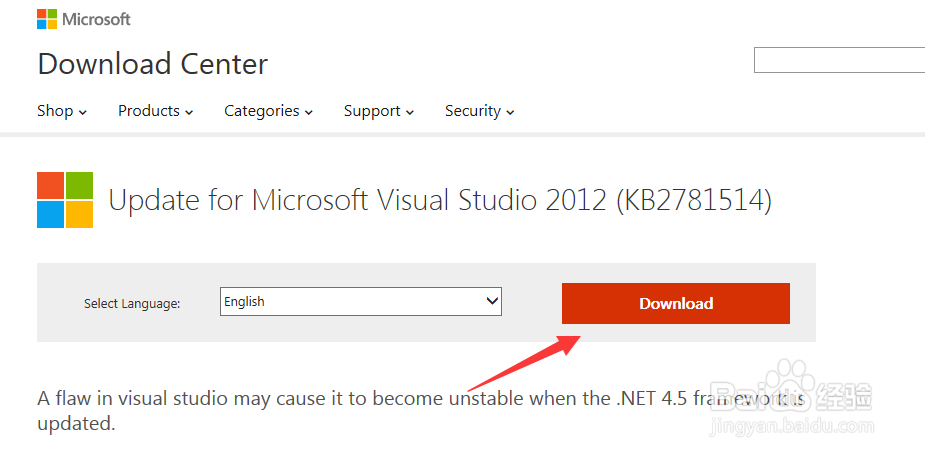 Microsoft
Download Center
Shop Products Categories Support Security
Update for Microsoft Visual Studio 2012 (KB2781514)
Select Language: English Download
A flaw in visual studio may cause it to become unstable when the .NET 4.5 framework is
updated.
Baidu 经验
jingyan.baidu.com